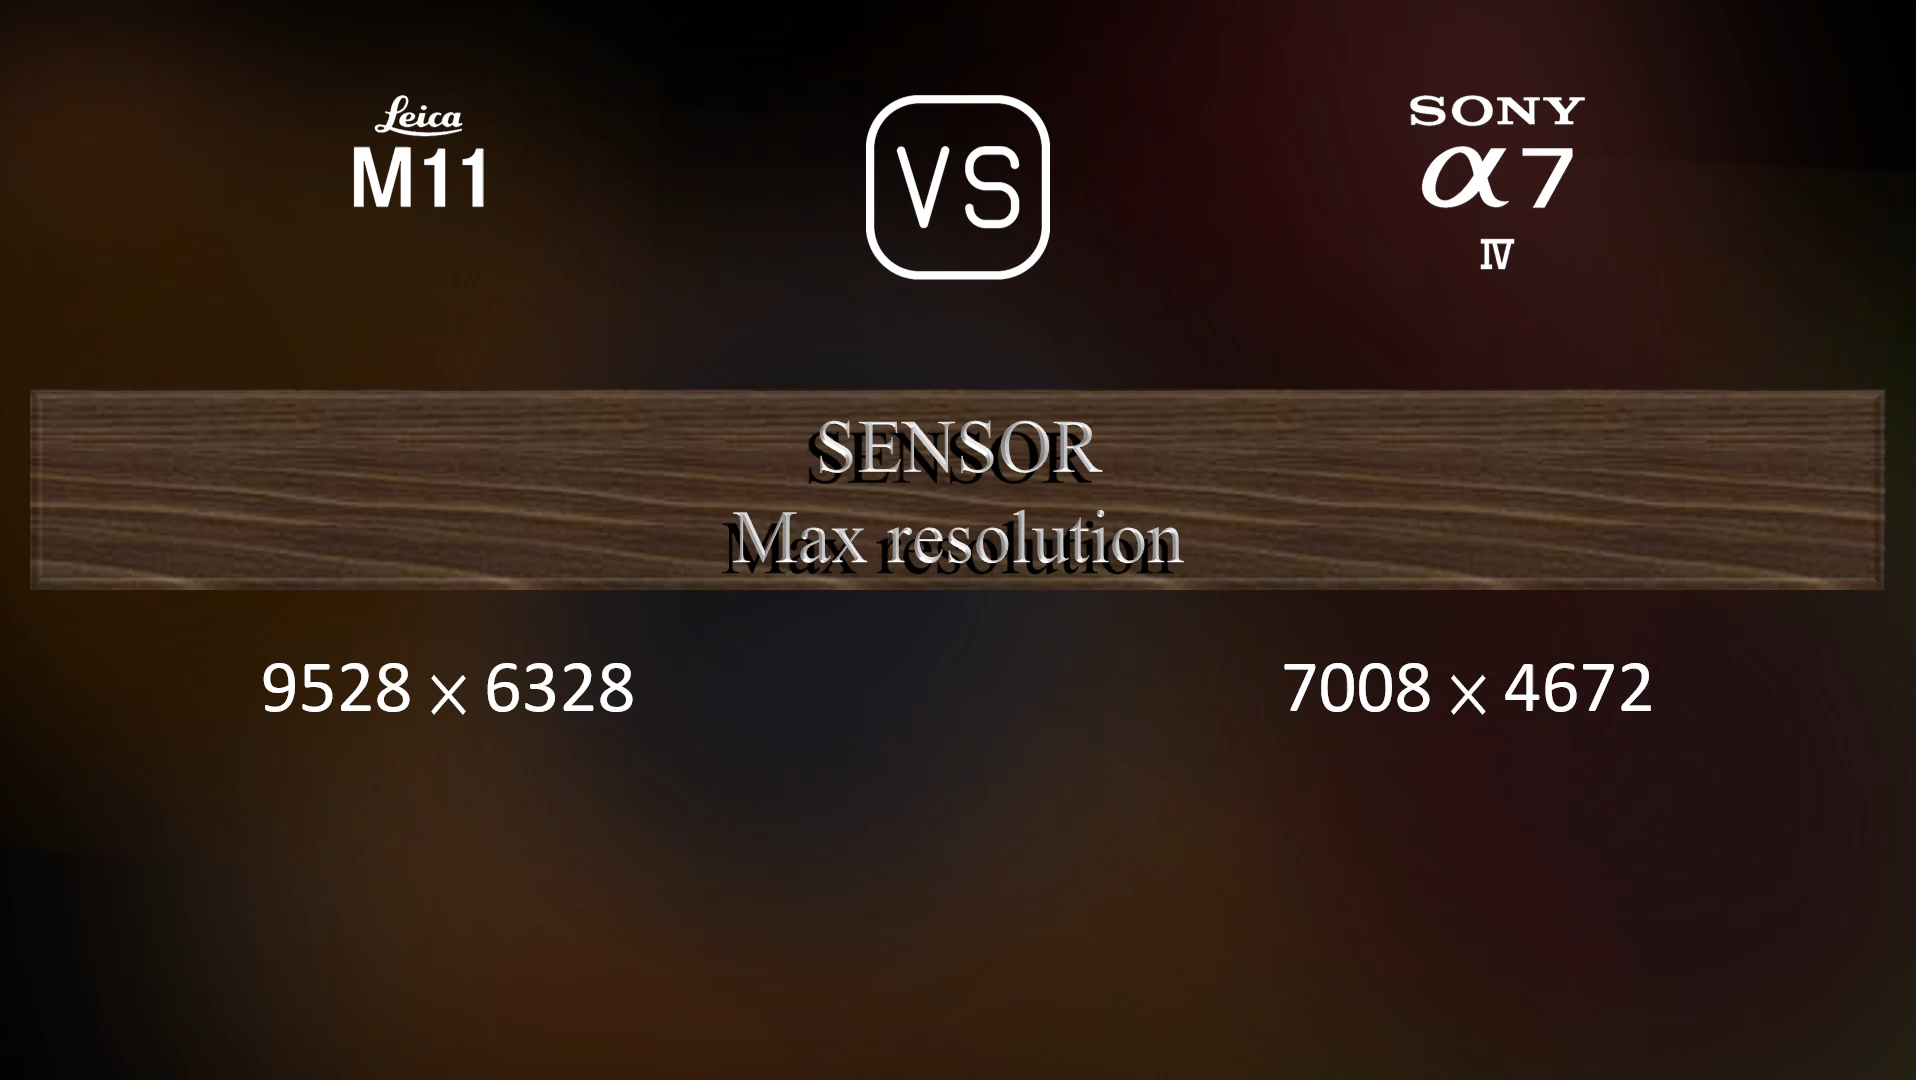 Leica
M11
VS
SONY
α7
IV
SENSOR
Max resolution
9528 x 6328
7008 x 4672